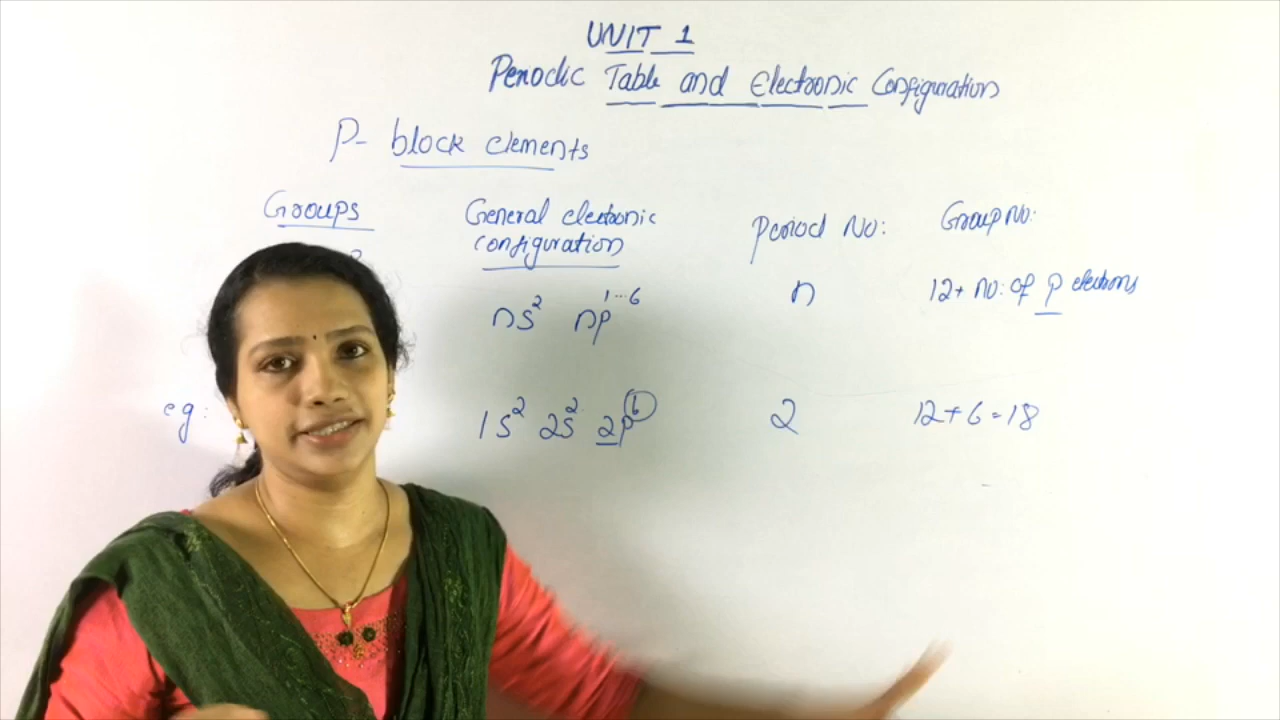 UNIT 1
Periodic Table and Electronic Configuration
P- block elements
Groups
General electronic configuration
Period No:
Group No:
ns² np¹···⁶
n
12+ no: of p electrons
eg:
1s² 2s² 2p⁶
2
12+6=18